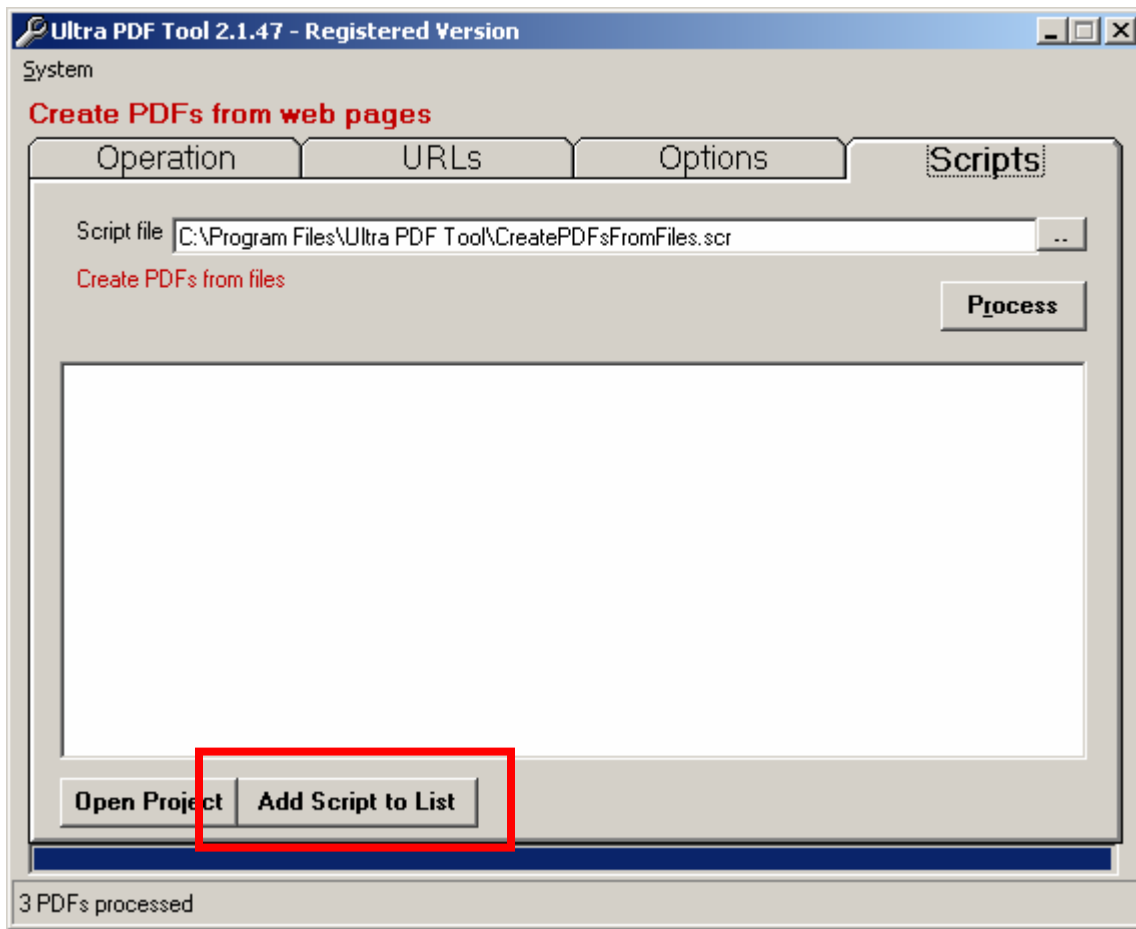 Ultra PDF Tool 2.1.47 - Registered Version
System
Create PDFs from web pages
Operation URLs Options Scripts
Script file C:\Program Files\Ultra PDF Tool\CreatePDFsFromFiles.scr ..
Create PDFs from files
Process
Open Project Add Script to List
3 PDFs processed